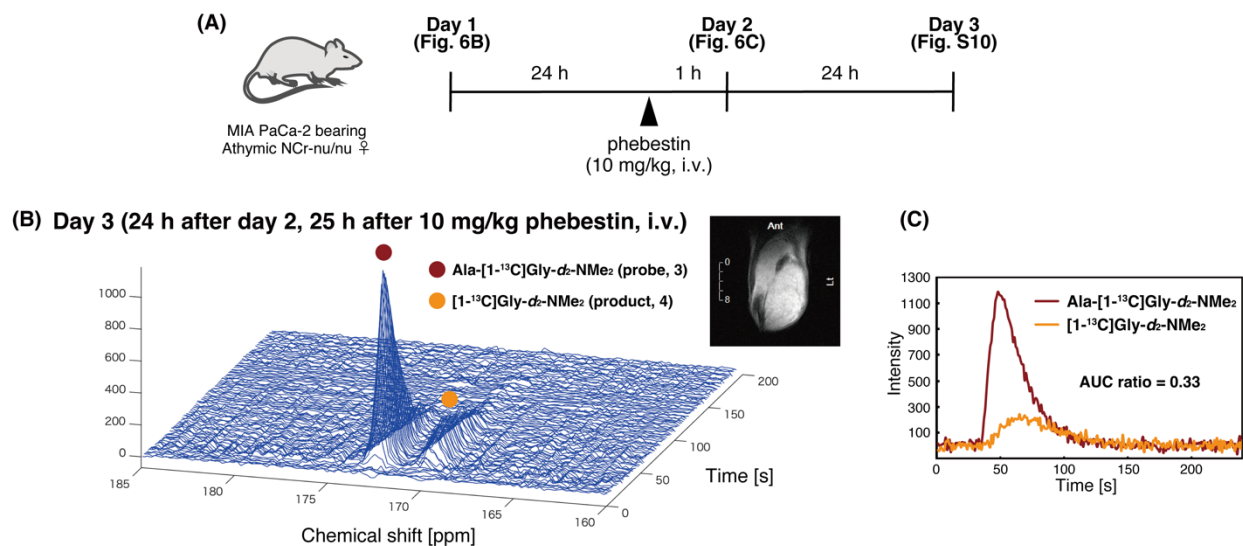 (A)
Day 1
(Fig. 6B)
Day 2
(Fig. 6C)
Day 3
(Fig. S10)
24 h
1 h
24 h
phebestin
(10 mg/kg, i.v.)
MIA PaCa-2 bearing
Athymic NCr-nu/nu ♀
(B) Day 3 (24 h after day 2, 25 h after 10 mg/kg phebestin, i.v.)
Ala-[1-¹³C]Gly-d₂-NMe₂ (probe, 3)
[1-¹³C]Gly-d₂-NMe₂ (product, 4)
Ant
0
8
Lt
1000
800
600
400
200
0
185
180
175
170
165
160
Chemical shift [ppm]
0
50
100
150
200
Time [s]
(C)
1300
1100
900
700
500
300
100
Intensity
Ala-[1-¹³C]Gly-d₂-NMe₂
[1-¹³C]Gly-d₂-NMe₂
AUC ratio = 0.33
0
50
100
150
200
Time [s]